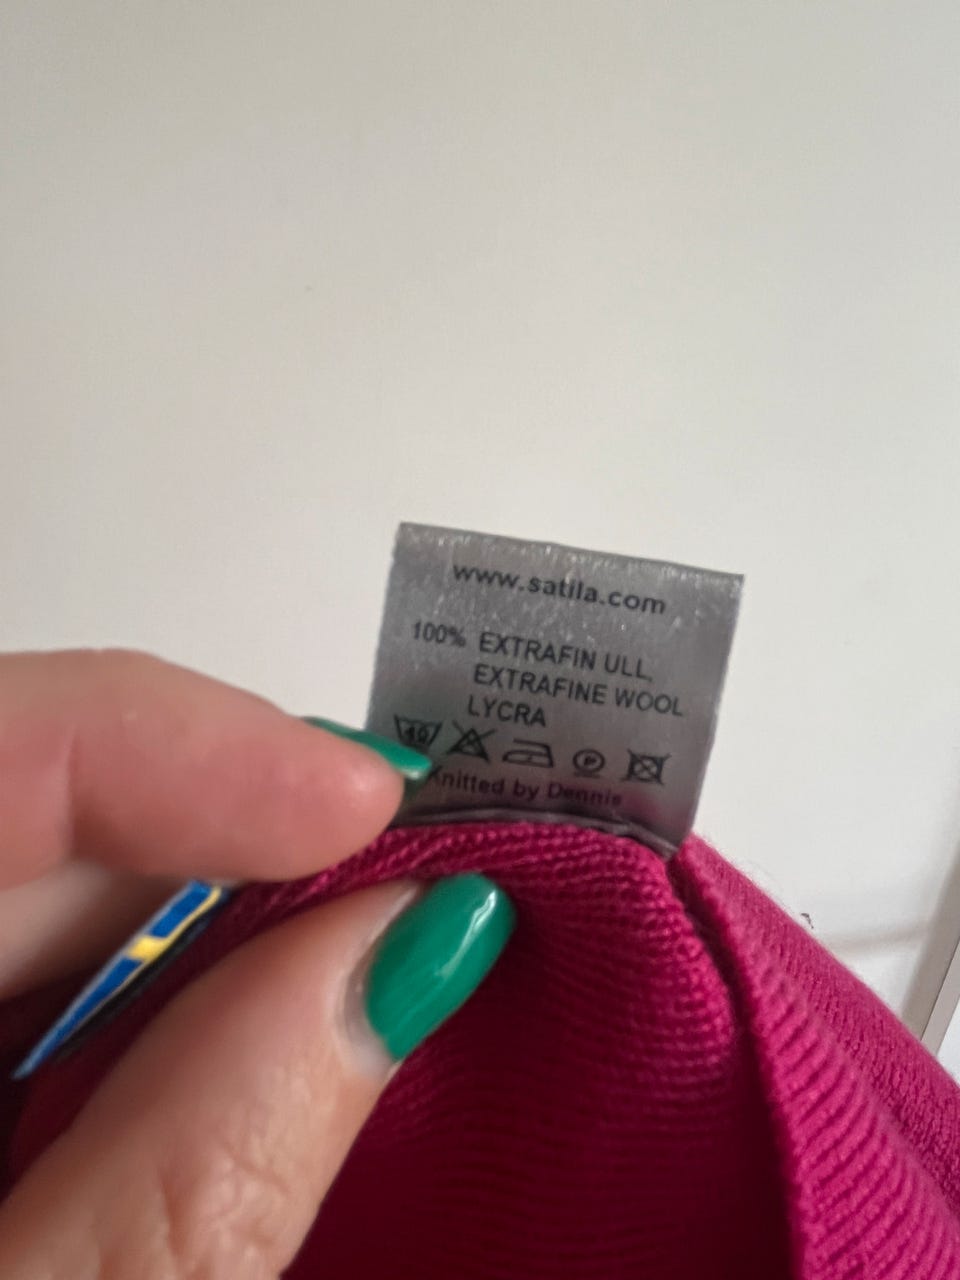 www.satila.com
100% EXTRAFIN ULL,
EXTRAFINE WOOL
LYCRA
40 P
Knitted by Dennis